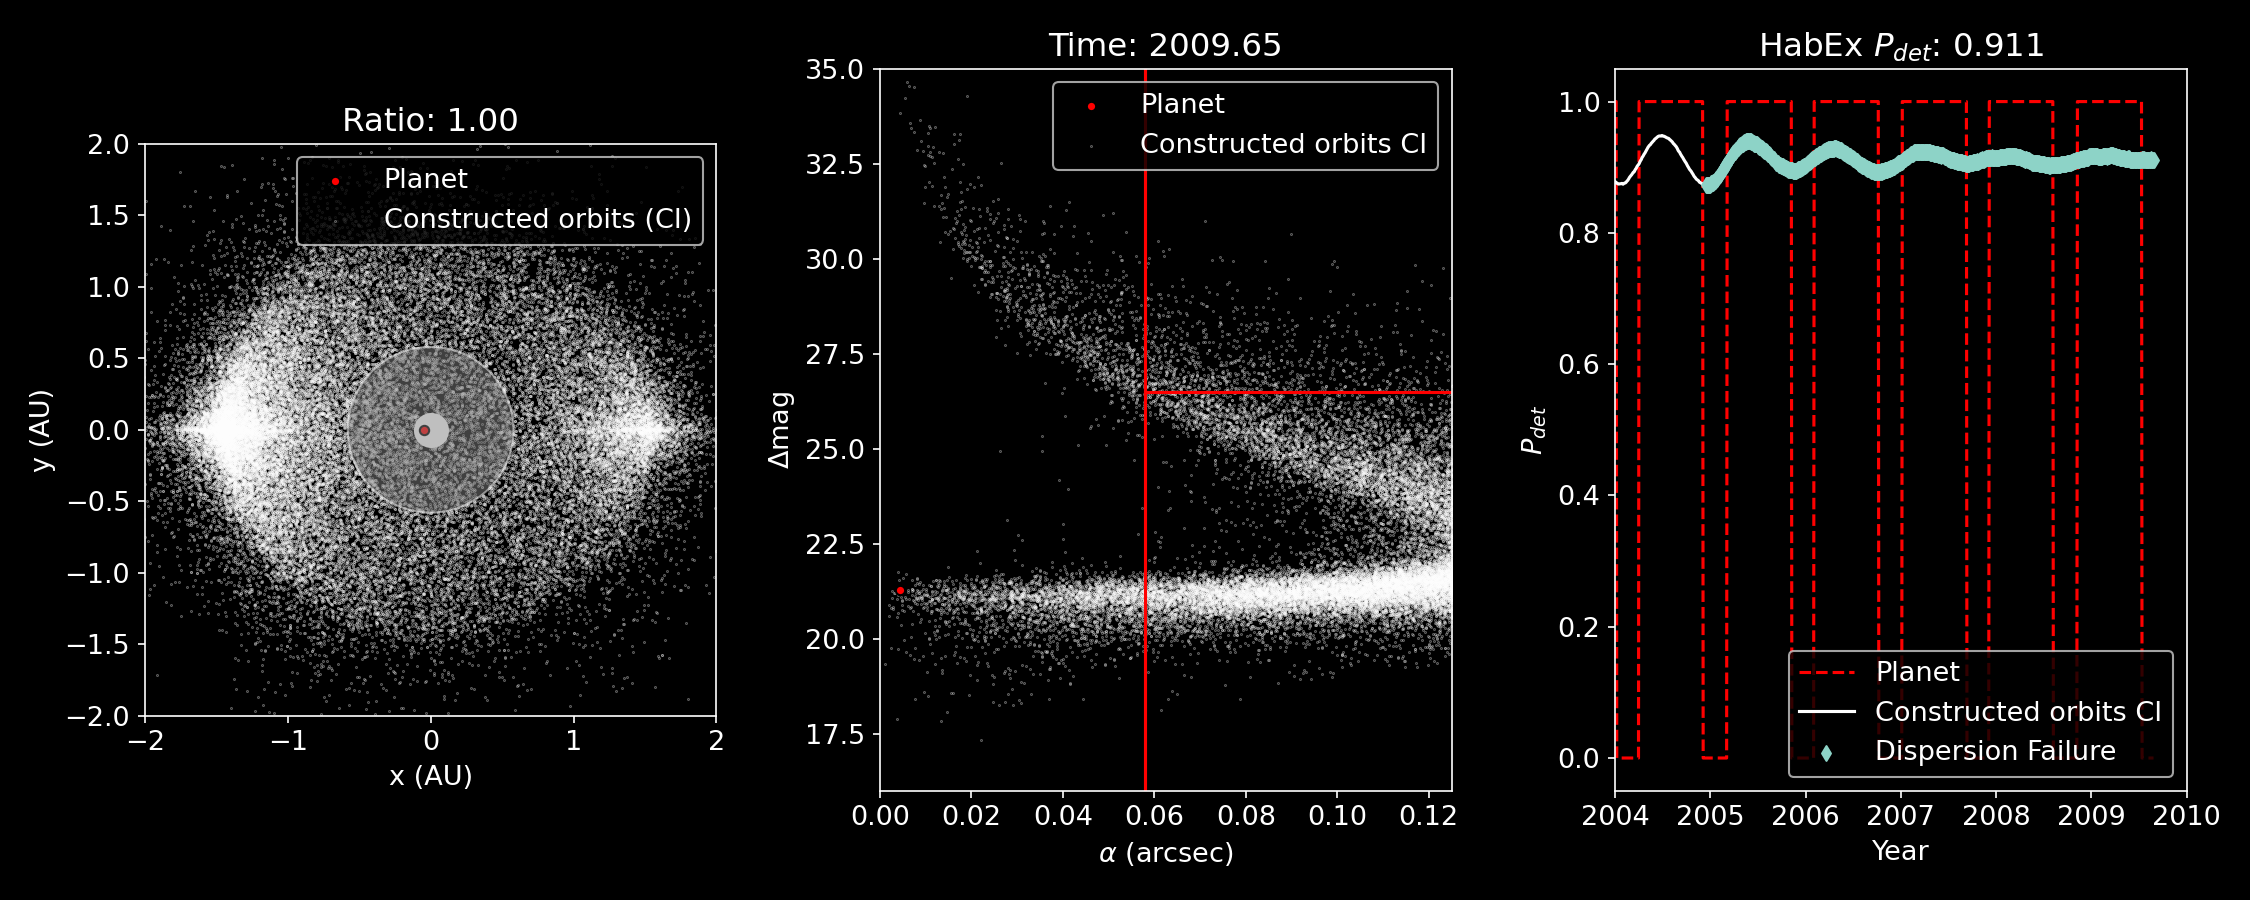 Ratio: 1.00
Planet
Constructed orbits (CI)
2.0
1.5
1.0
0.5
0.0
−0.5
−1.0
−1.5
−2.0
y (AU)
−2
−1
0
1
2
x (AU)
Time: 2009.65
Planet
Constructed orbits CI
35.0
32.5
30.0
27.5
25.0
22.5
20.0
17.5
Δmag
0.00
0.02
0.04
0.06
0.08
0.10
0.12
α (arcsec)
HabEx P_det: 0.911
1.0
0.8
0.6
0.4
0.2
0.0
P_det
Planet
Constructed orbits CI
Dispersion Failure
2004
2005
2006
2007
2008
2009
2010
Year